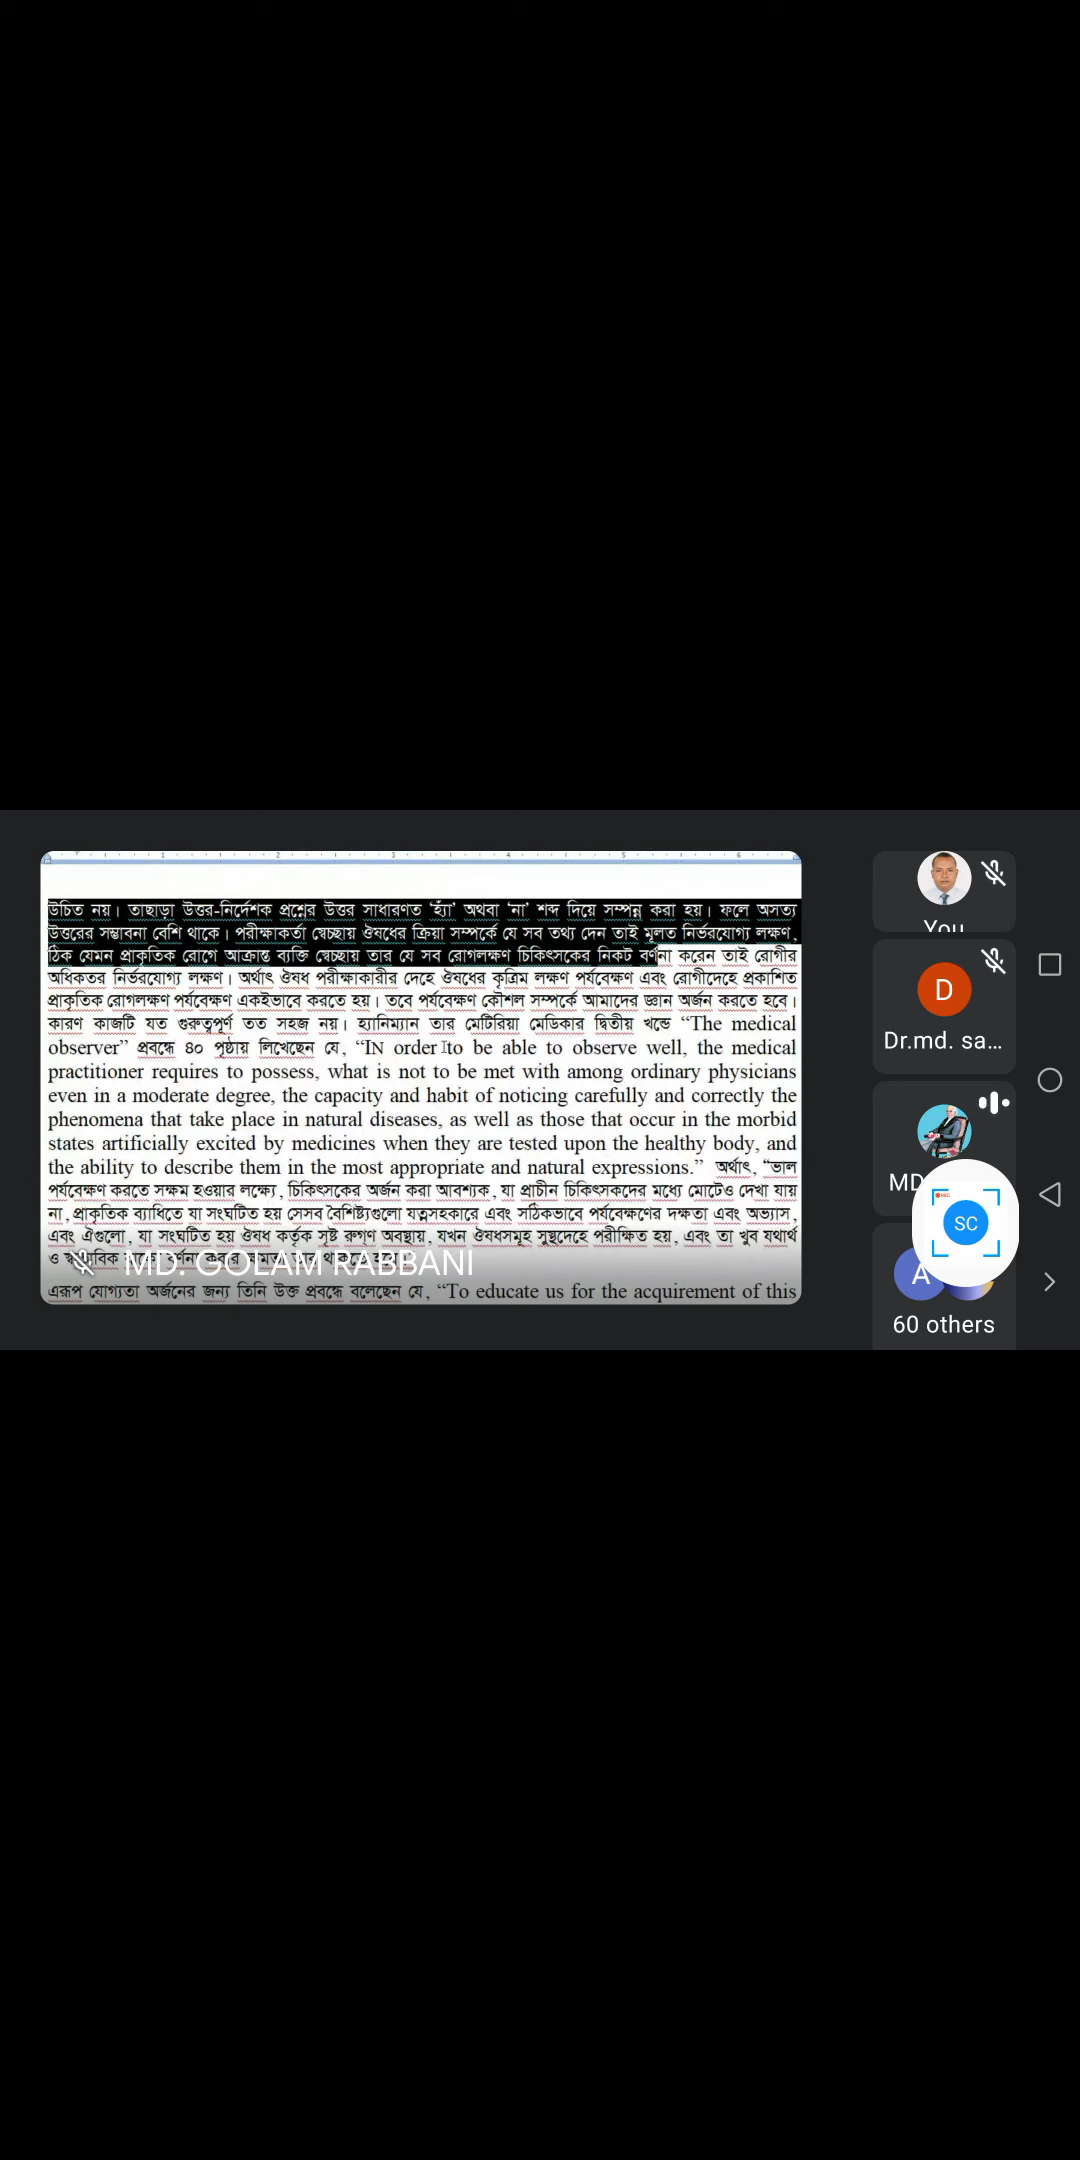 উচিত নয়। তাছাড়া উত্তর-নির্দেশক প্রশ্নের উত্তর সাধারণত ‘হ্যাঁ’ অথবা ‘না’ শব্দ দিয়ে সম্পন্ন করা হয়। ফলে অসত্য
উত্তরের সম্ভাবনা বেশি থাকে। পরীক্ষাকর্তা স্বেচ্ছায় ঔষধের ক্রিয়া সম্পর্কে যে সব তথ্য দেন তাই মূলত নির্ভরযোগ্য লক্ষণ,
ঠিক যেমন প্রাকৃতিক রোগে আক্রান্ত ব্যক্তি স্বেচ্ছায় তার যে সব রোগলক্ষণ চিকিৎসকের নিকট বর্ণনা করেন তাই রোগীর
অধিকতর নির্ভরযোগ্য লক্ষণ। অর্থাৎ ঔষধ পরীক্ষাকারীর দেহে ঔষধের কৃত্রিম লক্ষণ পর্যবেক্ষণ এবং রোগীদেহে প্রকাশিত
প্রাকৃতিক রোগলক্ষণ পর্যবেক্ষণ একইভাবে করতে হয়। তবে পর্যবেক্ষণ কৌশল সম্পর্কে আমাদের জ্ঞান অর্জন করতে হবে।
কারণ কাজটি যত গুরুত্বপূর্ণ তত সহজ নয়। হ্যানিম্যান তার মেটিরিয়া মেডিকার দ্বিতীয় খন্ডে “The medical
observer” প্রবন্ধে ৪০ পৃষ্ঠায় লিখেছেন যে, “IN order to be able to observe well, the medical
practitioner requires to possess, what is not to be met with among ordinary physicians
even in a moderate degree, the capacity and habit of noticing carefully and correctly the
phenomena that take place in natural diseases, as well as those that occur in the morbid
states artificially excited by medicines when they are tested upon the healthy body, and
the ability to describe them in the most appropriate and natural expressions.” অর্থাৎ, “ভাল
পর্যবেক্ষণ করতে সক্ষম হওয়ার লক্ষ্যে, চিকিৎসকের অর্জন করা আবশ্যক, যা প্রাচীন চিকিৎসকদের মধ্যে মোটেও দেখা যায়
না, প্রাকৃতিক ব্যাধিতে যা সংঘটিত হয় সেসব বৈশিষ্ট্যগুলো যত্নসহকারে এবং সঠিকভাবে পর্যবেক্ষণের দক্ষতা এবং অভ্যাস,
এবং ঐগুলো, যা সংঘটিত হয় ঔষধ কর্তৃক সৃষ্ট রুগ্ণ অবস্থায়, যখন ঔষধসমূহ সুস্থদেহে পরীক্ষিত হয়, এবং তা খুব যথার্থ
ও
MD. GOLAM RABBANI
এরূপ যোগ্যতা অর্জনের জন্য তিনি উক্ত প্রবন্ধে বলেছেন যে, “To educate us for the acquirement of this
You
D
Dr.md. sa...
MD
REC
SC
A
60 others